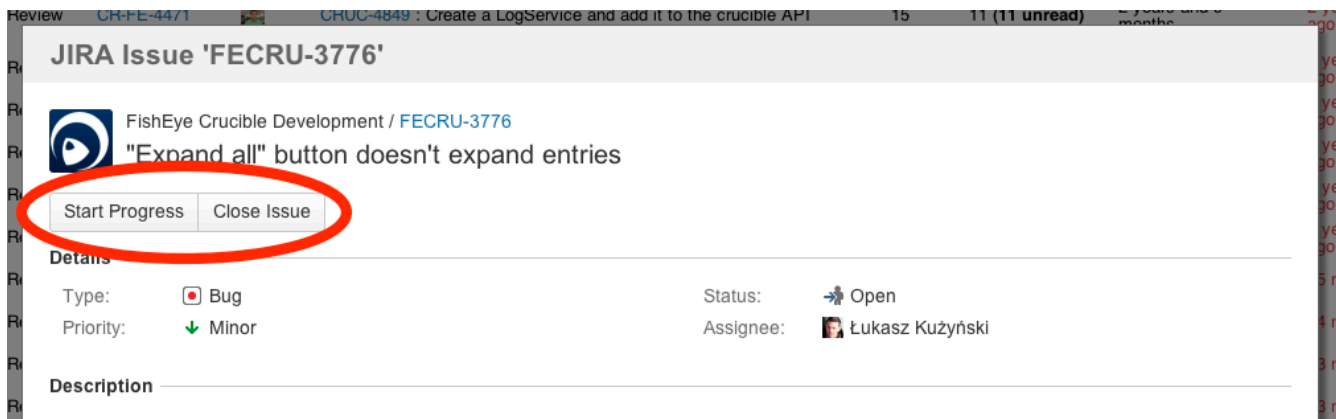 Review CR-FE-4471 CRUC-4849 : Create a LogService and add it to the crucible API 15 11 (11 unread)
months
JIRA Issue 'FECRU-3776'
FishEye Crucible Development / FECRU-3776
"Expand all" button doesn't expand entries
Start Progress Close Issue
Details
Type: Bug Status: Open
Priority: Minor Assignee: Łukasz Kużyński
Description